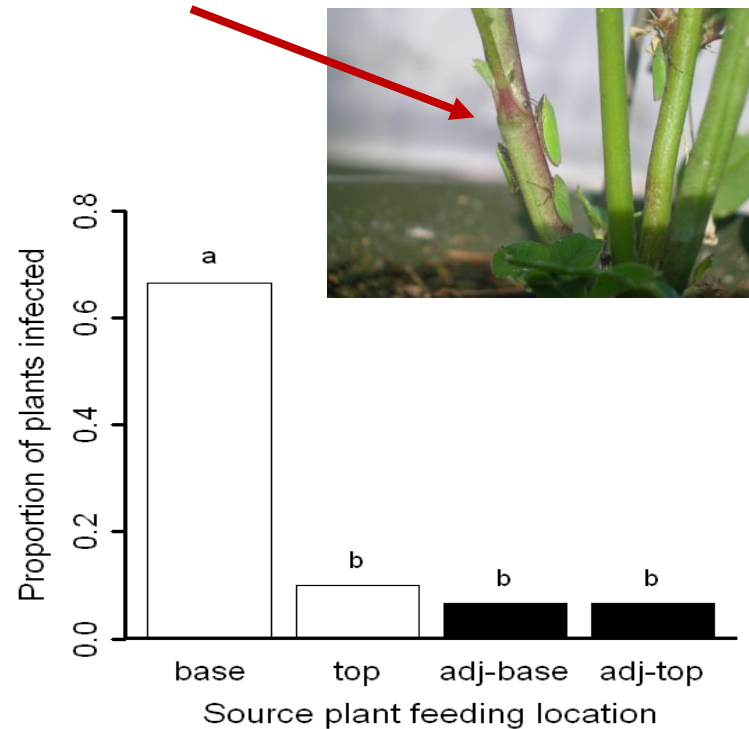 Proportion of plants infected
0.8
0.6
0.4
0.2
0.0
a
b
b
b
base
top
adj-base
adj-top
Source plant feeding location